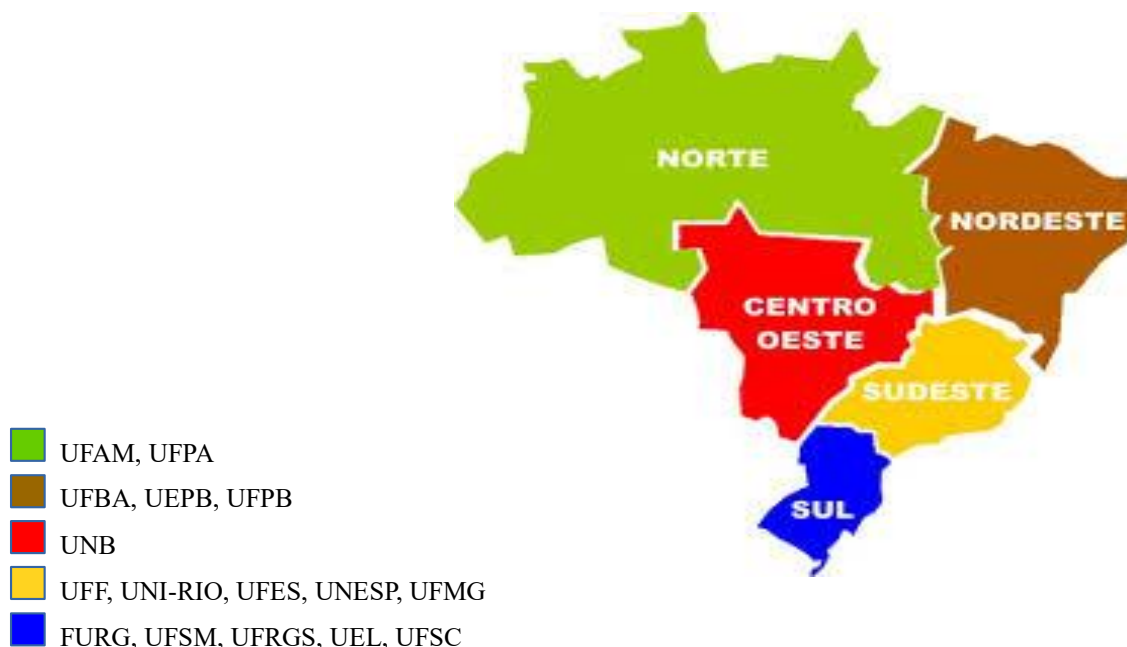 NORTE
NORDESTE
CENTRO
OESTE
SUDESTE
SUL
UFAM, UFPA
UFBA, UEPB, UFPB
UNB
UFF, UNI-RIO, UFES, UNESP, UFMG
FURG, UFSM, UFRGS, UEL, UFSC